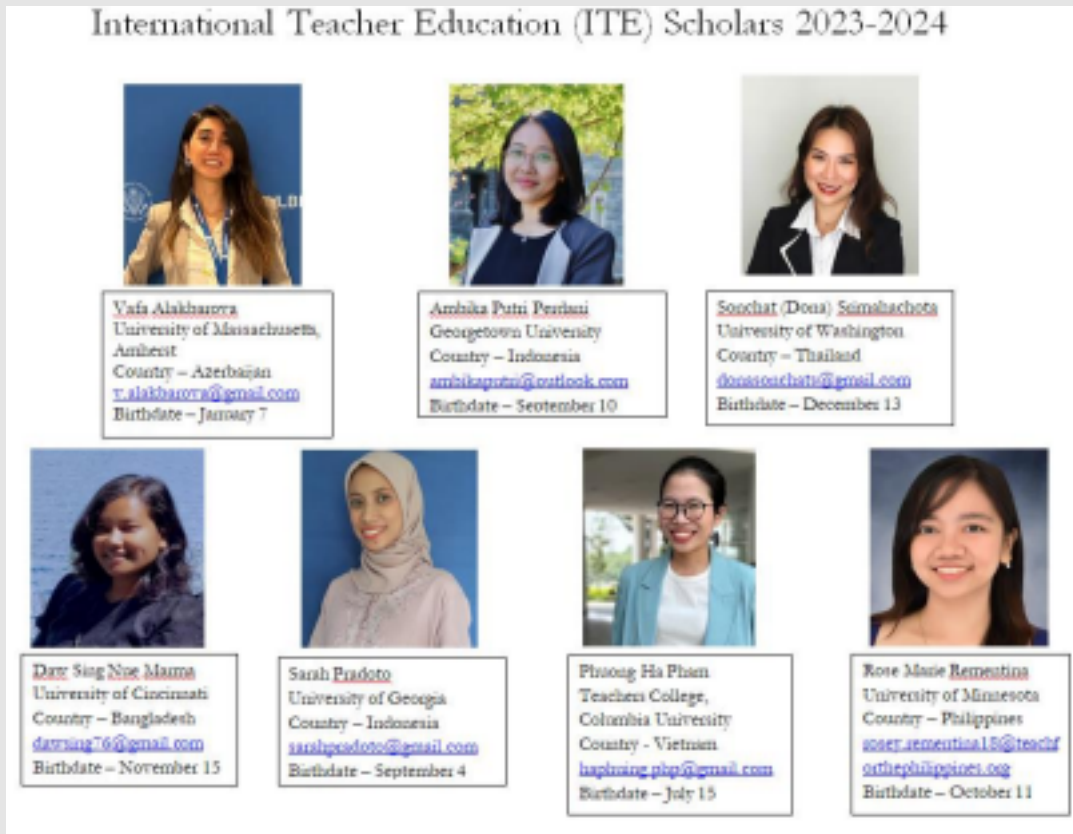 International Teacher Education (ITE) Scholars 2023-2024
Vafa Alakbarova
University of Massachusetts,
Amherst
Country – Azerbaijan
v.alakbarova@gmail.com
Birthdate – January 7
Ambika Putri Perdani
Georgetown University
Country – Indonesia
ambikaputri@outlook.com
Birthdate – September 10
Sonchat (Dona)
University of Washington
Country – Thailand
Birthdate – December 13
Daw Sing Nue Marma
University of Cincinnati
Country – Bangladesh
dawsing76@gmail.com
Birthdate – November 15
Sarah Pradoto
University of Georgia
Country – Indonesia
sarahpradoto@gmail.com
Birthdate – September 4
Phuong Ha Pham
Teachers College,
Columbia University
Country - Vietnam
Birthdate – July 15
Rose Marie Rementina
University of Minnesota
Country – Philippines
rosey.rementina18@teachf
orthephilippines.org
Birthdate – October 11